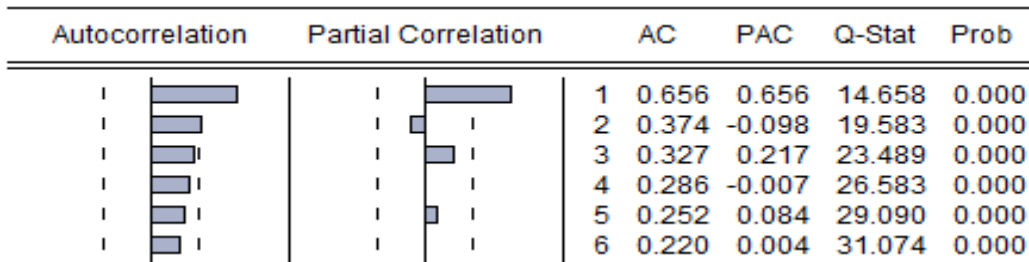 Autocorrelation Partial Correlation AC PAC Q-Stat Prob
1 0.656 0.656 14.658 0.000
2 0.374 -0.098 19.583 0.000
3 0.327 0.217 23.489 0.000
4 0.286 -0.007 26.583 0.000
5 0.252 0.084 29.090 0.000
6 0.220 0.004 31.074 0.000